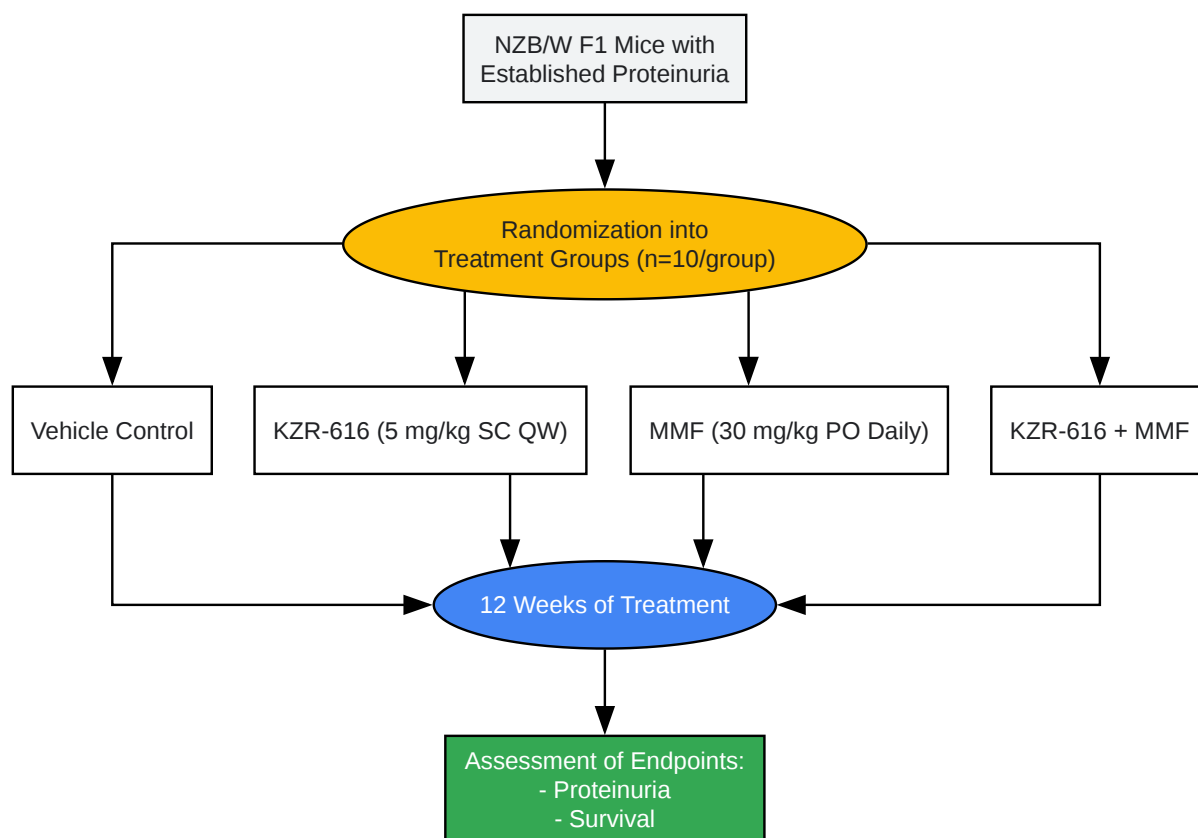 NZB/W F1 Mice with
Established Proteinuria
Randomization into
Treatment Groups (n=10/group)
Vehicle Control
KZR-616 (5 mg/kg SC QW)
MMF (30 mg/kg PO Daily)
KZR-616 + MMF
12 Weeks of Treatment
Assessment of Endpoints:
- Proteinuria
- Survival